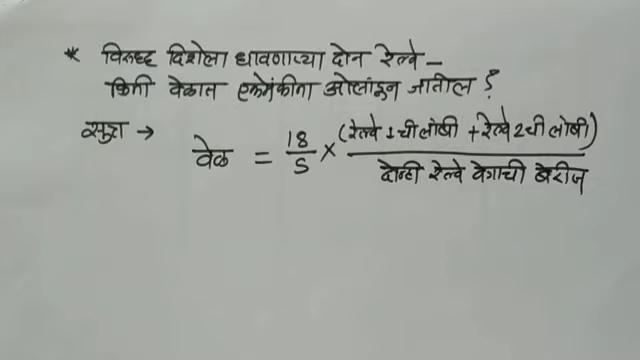 * विरुद्ध दिशेला धावणाऱ्या दोन रेल्वे –
किती वेळात एकमेकींना ओलांडून जातील ?
सूत्र → वेळ = 18/5 × (रेल्वे 1 ची लांबी + रेल्वे 2 ची लांबी)
दोन्ही रेल्वे वेगाची बेरीज